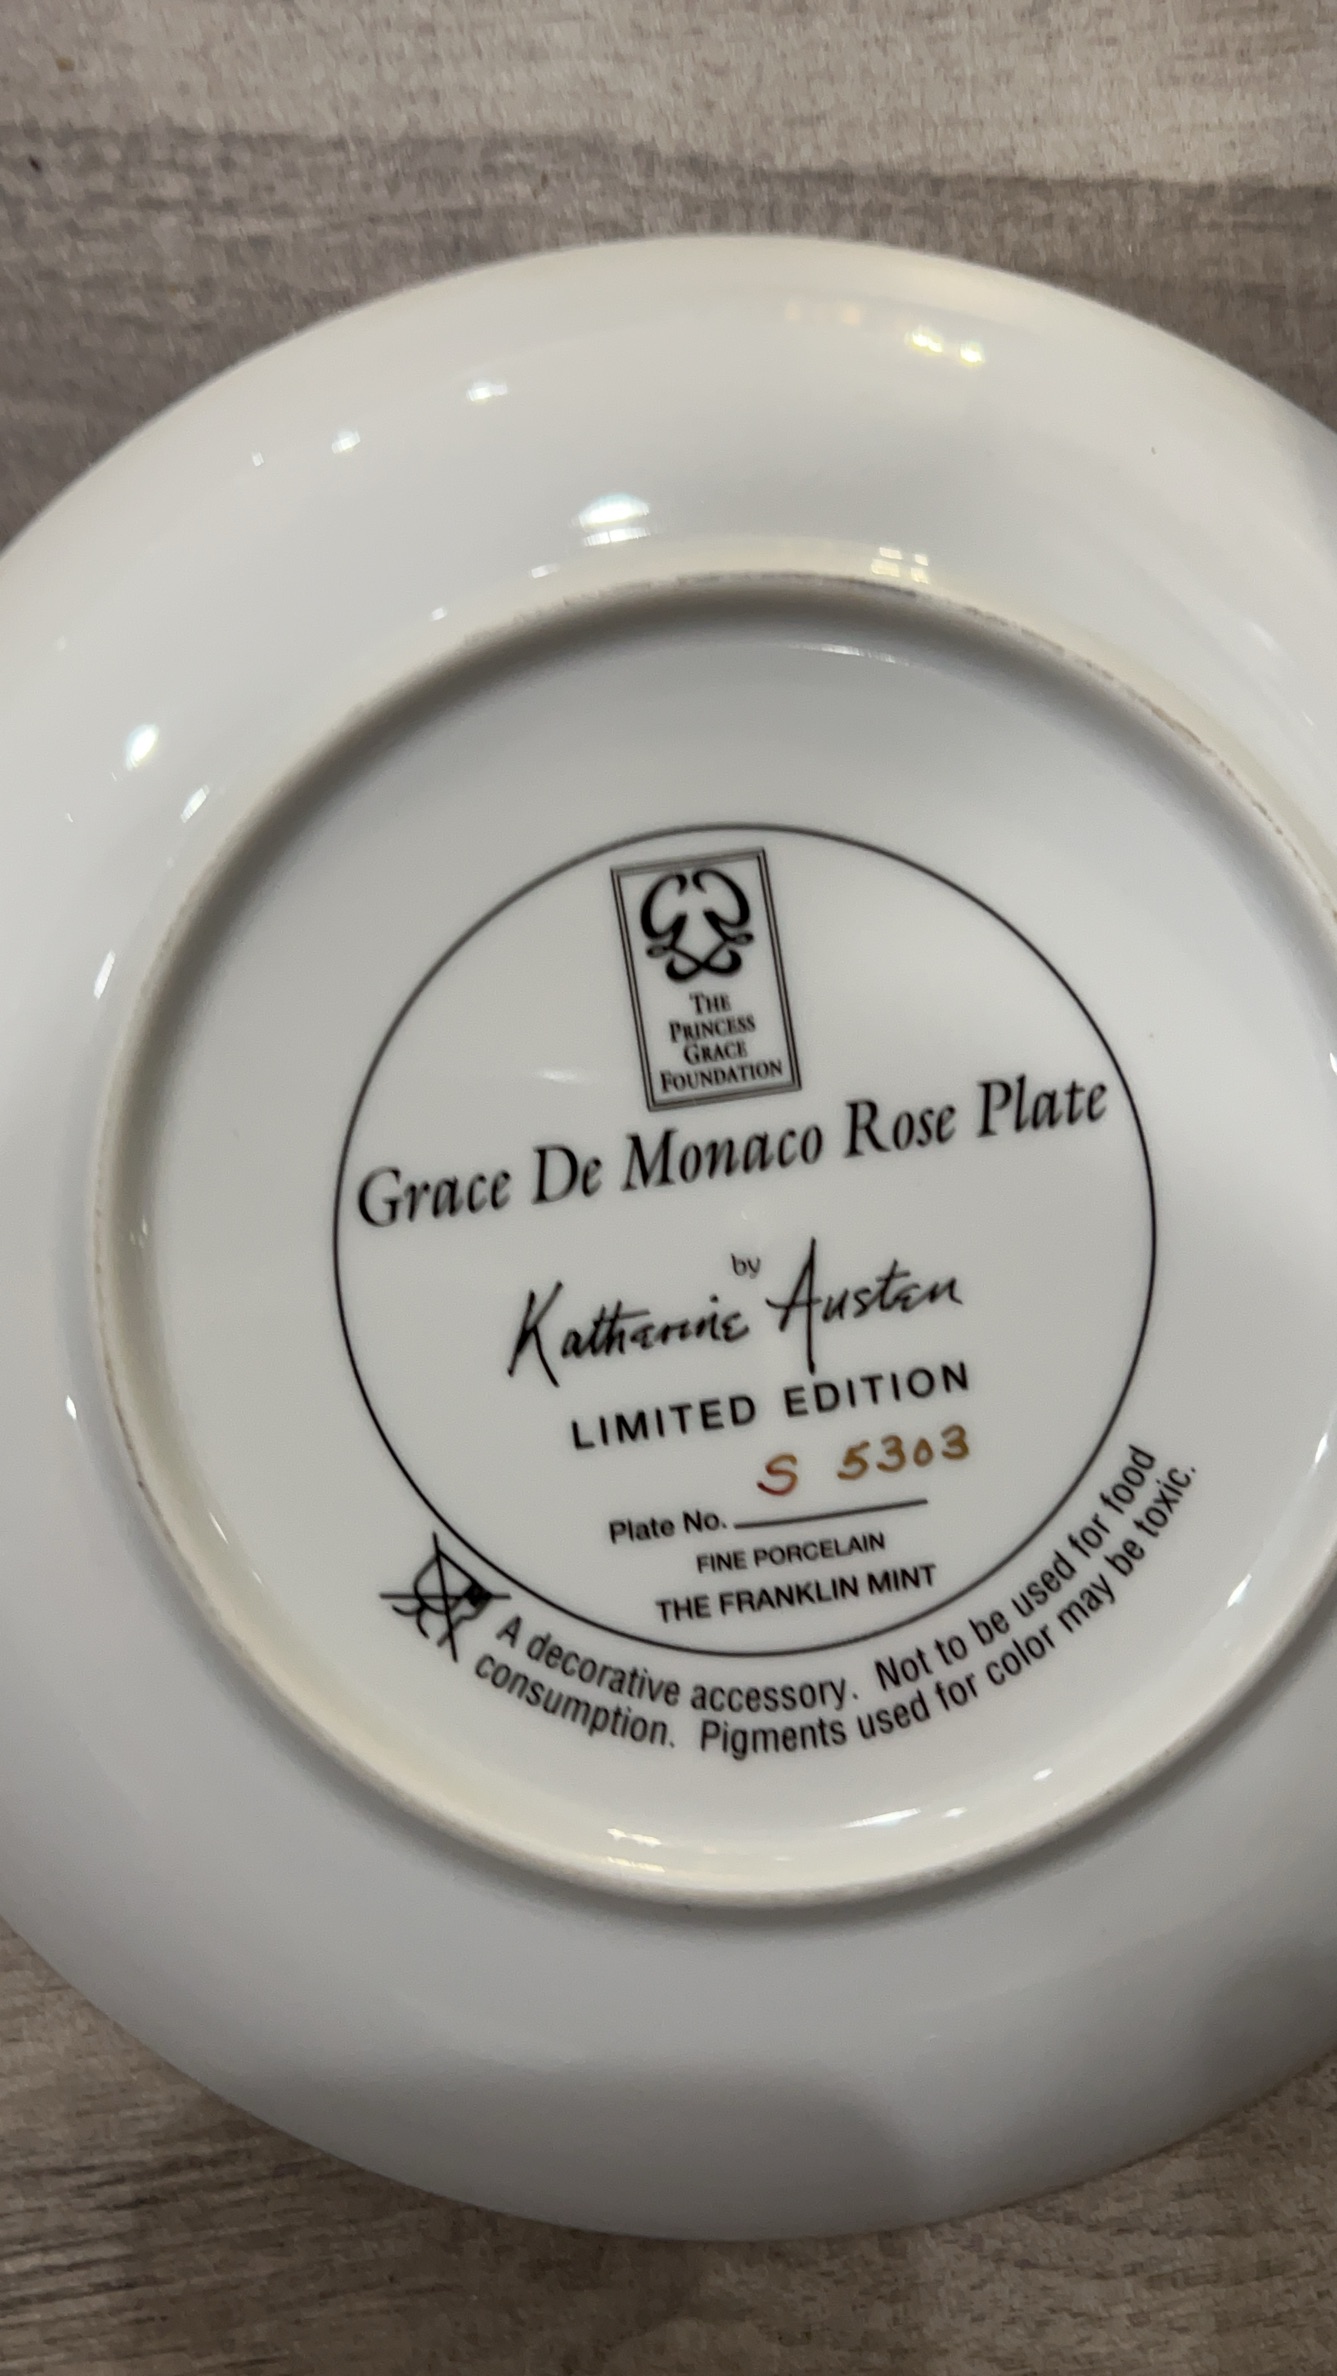 THE
PRINCESS
GRACE
FOUNDATION
Grace De Monaco Rose Plate
by
Katharine Austen
LIMITED EDITION
S 5303
Plate No.
FINE PORCELAIN
THE FRANKLIN MINT
A decorative accessory. Not to be used for food
consumption. Pigments used for color may be toxic.